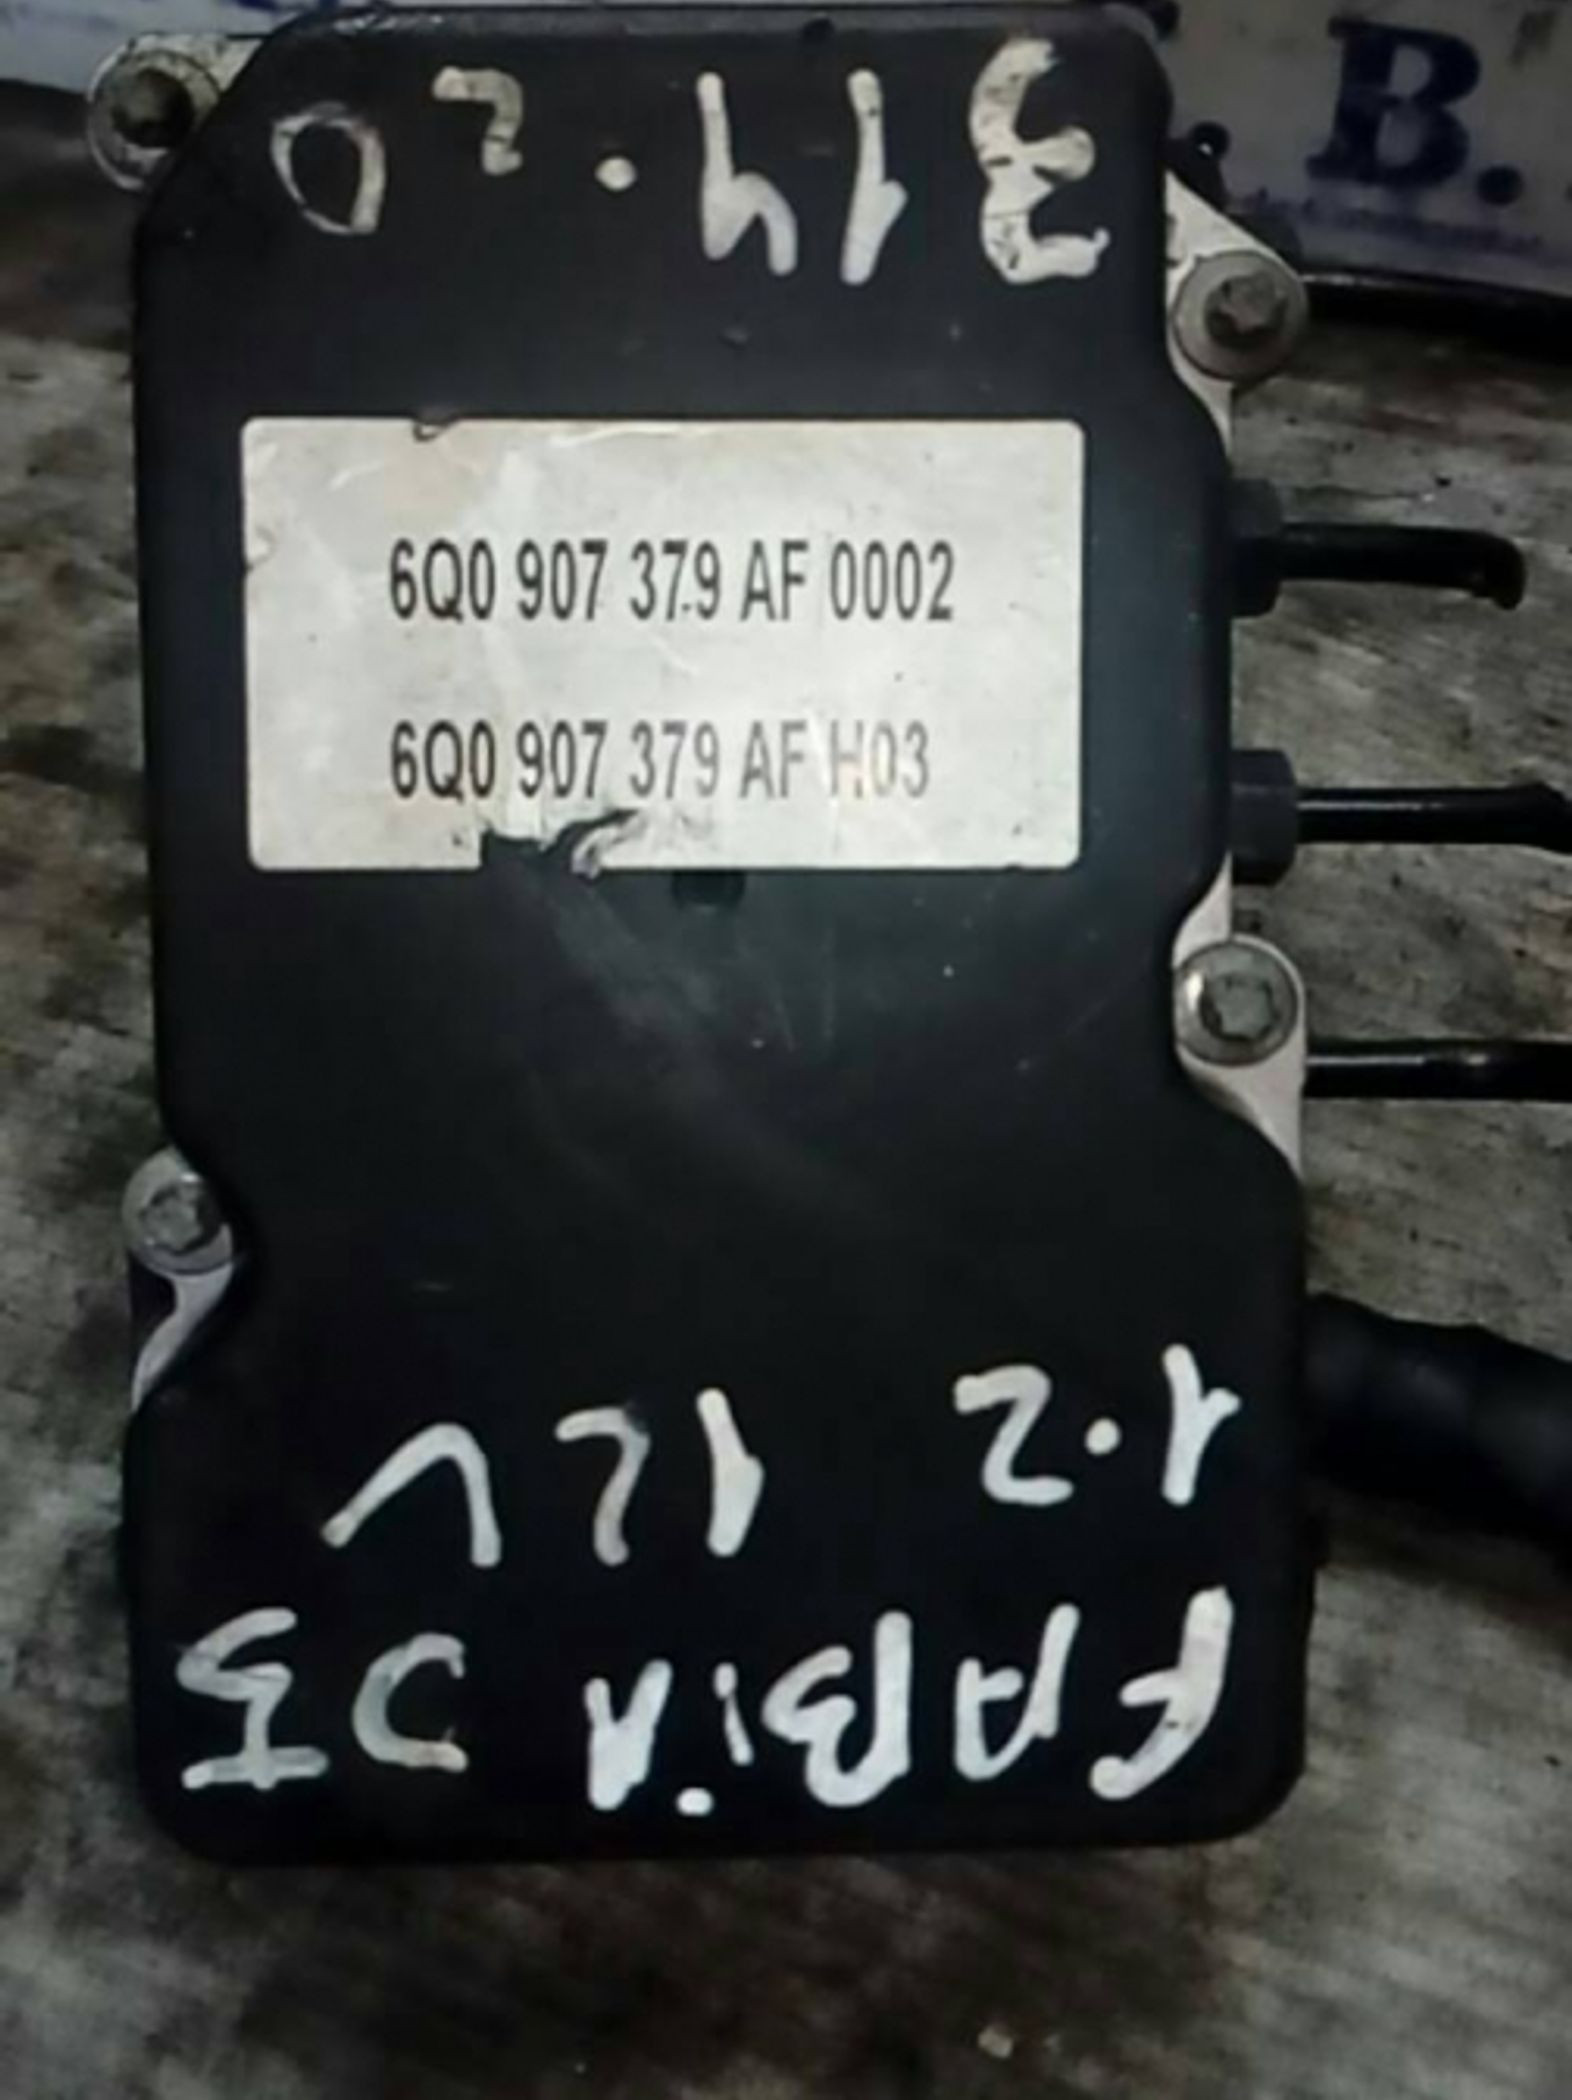 B.
314.20
6Q0 907 379 AF 0002
6Q0 907 379 AF H03
1.2 12V
FABiA 05